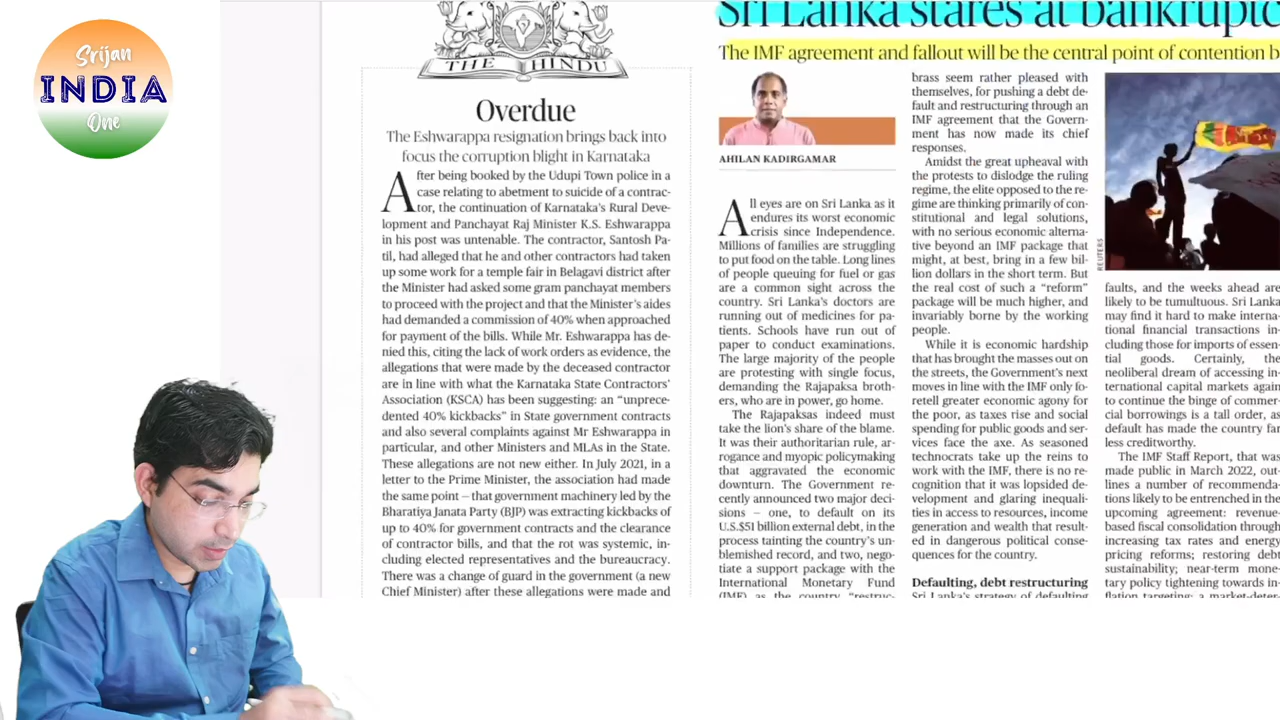 Srijan
INDIA
One
THE HINDU
Overdue
The Eshwarappa resignation brings back into
focus the corruption blight in Karnataka
After being booked by the Udupi Town police in a
case relating to abetment to suicide of a contrac-
tor, the continuation of Karnataka's Rural Deve-
lopment and Panchayat Raj Minister K.S. Eshwarappa
in his post was untenable. The contractor, Santosh Pa-
til, had alleged that he and other contractors had taken
up some work for a temple fair in Belagavi district after
the Minister had asked some gram panchayat members
to proceed with the project and that the Minister's aides
had demanded a commission of 40% when approached
for payment of the bills. While Mr. Eshwarappa has de-
nied this, citing the lack of work orders as evidence, the
allegations that were made by the deceased contractor
are in line with what the Karnataka State Contractors'
Association (KSCA) has been suggesting: an “unprece-
dented 40% kickbacks” in State government contracts
and also several complaints against Mr Eshwarappa in
particular, and other Ministers and MLAs in the State.
These allegations are not new either. In July 2021, in a
letter to the Prime Minister, the association had made
the same point — that government machinery led by the
Bharatiya Janata Party (BJP) was extracting kickbacks of
up to 40% for government contracts and the clearance
of contractor bills, and that the rot was systemic, in-
cluding elected representatives and the bureaucracy.
There was a change of guard in the government (a new
Chief Minister) after these allegations were made and
Sri Lanka stares at bankruptc
The IMF agreement and fallout will be the central point of contention b
AHILAN KADIRGAMAR
All eyes are on Sri Lanka as it
endures its worst economic
crisis since Independence.
Millions of families are struggling
to put food on the table. Long lines
of people queuing for fuel or gas
are a common sight across the
country. Sri Lanka's doctors are
running out of medicines for pa-
tients. Schools have run out of
paper to conduct examinations.
The large majority of the people
are protesting with single focus,
demanding the Rajapaksa broth-
ers, who are in power, go home.
The Rajapaksas indeed must
take the lion's share of the blame.
It was their authoritarian rule, ar-
rogance and myopic policymaking
that aggravated the economic
downturn. The Government re-
cently announced two major deci-
sions — one, to default on its
U.S.$51 billion external debt, in the
process tainting the country's un-
blemished record, and two, nego-
tiate a support package with the
International Monetary Fund
(IMF) as the country “restruc-
brass seem rather pleased with
themselves, for pushing a debt de-
fault and restructuring through an
IMF agreement that the Govern-
ment has now made its chief
responses.
Amidst the great upheaval with
the protests to dislodge the ruling
regime, the elite opposed to the re-
gime are thinking primarily of con-
stitutional and legal solutions,
with no serious economic alterna-
tive beyond an IMF package that
might, at best, bring in a few bil-
lion dollars in the short term. But
the real cost of such a “reform”
package will be much higher, and
invariably borne by the working
people.
While it is economic hardship
that has brought the masses out on
the streets, the Government's next
moves in line with the IMF only fo-
retell greater economic agony for
the poor, as taxes rise and social
spending for public goods and ser-
vices face the axe. As seasoned
technocrats take up the reins to
work with the IMF, there is no re-
cognition that it was lopsided de-
velopment and glaring inequali-
ties in access to resources, income
generation and wealth that result-
ed in dangerous political conse-
quences for the country.
Defaulting, debt restructuring
Sri Lanka's strategy of defaulting
REUTERS
faults, and the weeks ahead are
likely to be tumultuous. Sri Lanka
may find it hard to make interna-
tional financial transactions in-
cluding those for imports of essen-
tial goods. Certainly, the
neoliberal dream of accessing in-
ternational capital markets again
to continue the binge of commer-
cial borrowings is a tall order, as
default has made the country far
less creditworthy.
The IMF Staff Report, that was
made public in March 2022, out-
lines a number of recommenda-
tions likely to be entrenched in the
upcoming agreement: revenue-
based fiscal consolidation through
increasing tax rates and energy
pricing reforms; restoring debt
sustainability; near-term mone-
tary policy tightening towards in-
flation targeting; a market-deter-